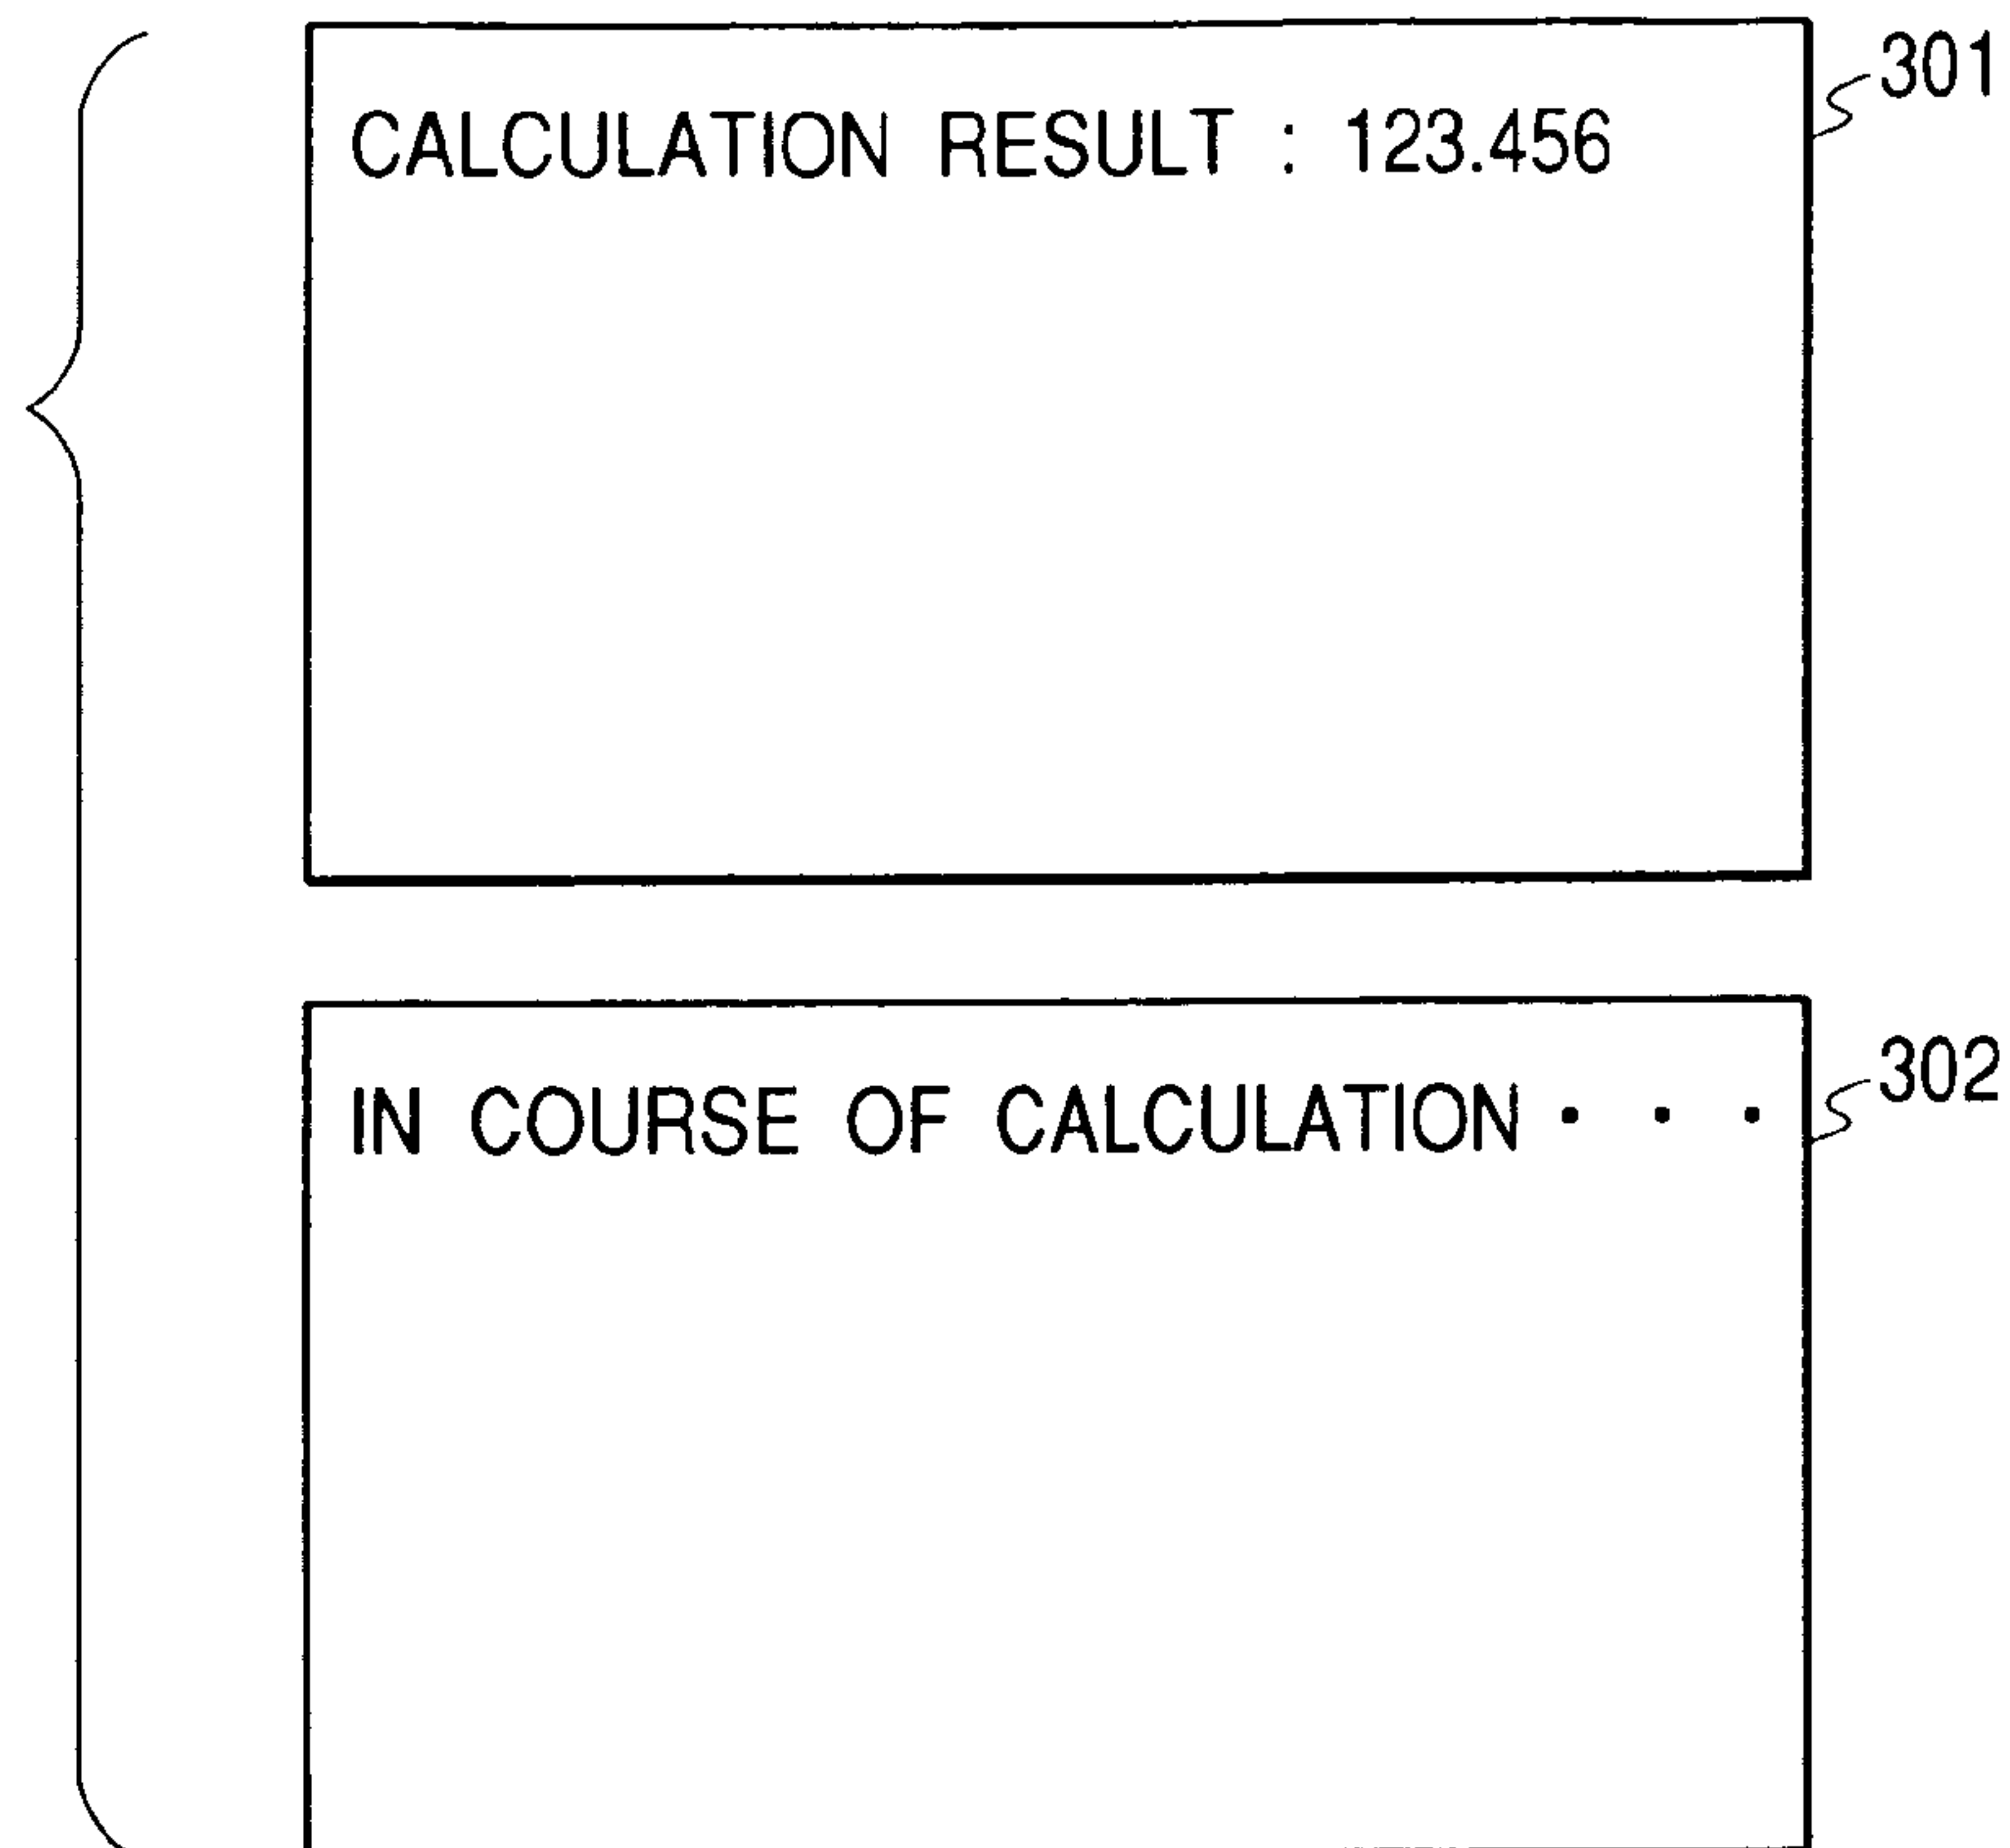 301
CALCULATION RESULT : 123.456
302
IN COURSE OF CALCULATION • • •